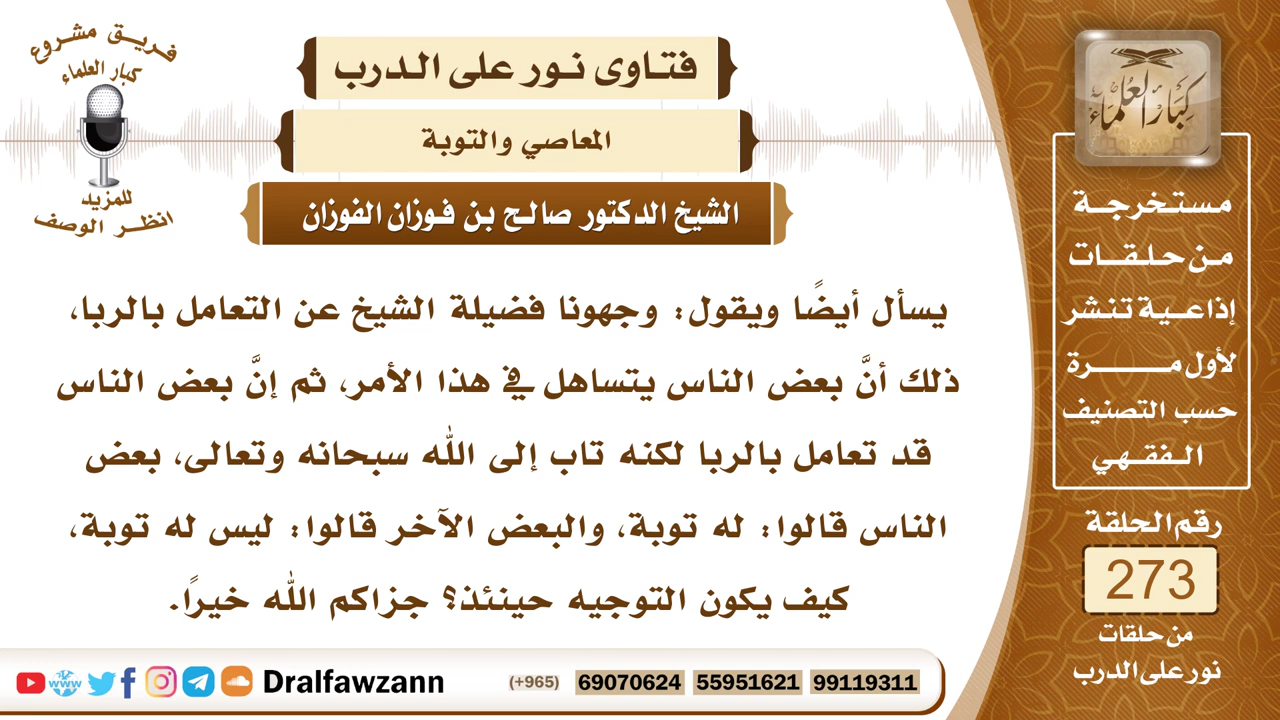 فريق مشروع
كبار العلماء
للمزيد
انظر الوصف
فتاوى نور على الدرب
المعاصي والتوبة
الشيخ الدكتور صالح بن فوزان الفوزان
يسأل أيضًا ويقول: وجهونا فضيلة الشيخ عن التعامل بالربا،
ذلك أنَّ بعض الناس يتساهل في هذا الأمر، ثم إنَّ بعض الناس
قد تعامل بالربا لكنه تاب إلى الله سبحانه وتعالى، بعض
الناس قالوا: له توبة، والبعض الآخر قالوا: ليس له توبة،
كيف يكون التوجيه حينئذ؟ جزاكم الله خيرًا.
كبار العلماء
مستخرجة
من حلقات
إذاعية تنشر
لأول مرة
حسب التصنيف
الفقهي
رقم الحلقة
273
من حلقات
نور على الدرب
www
Dralfawzann
(+965) 69070624 55951621 99119311